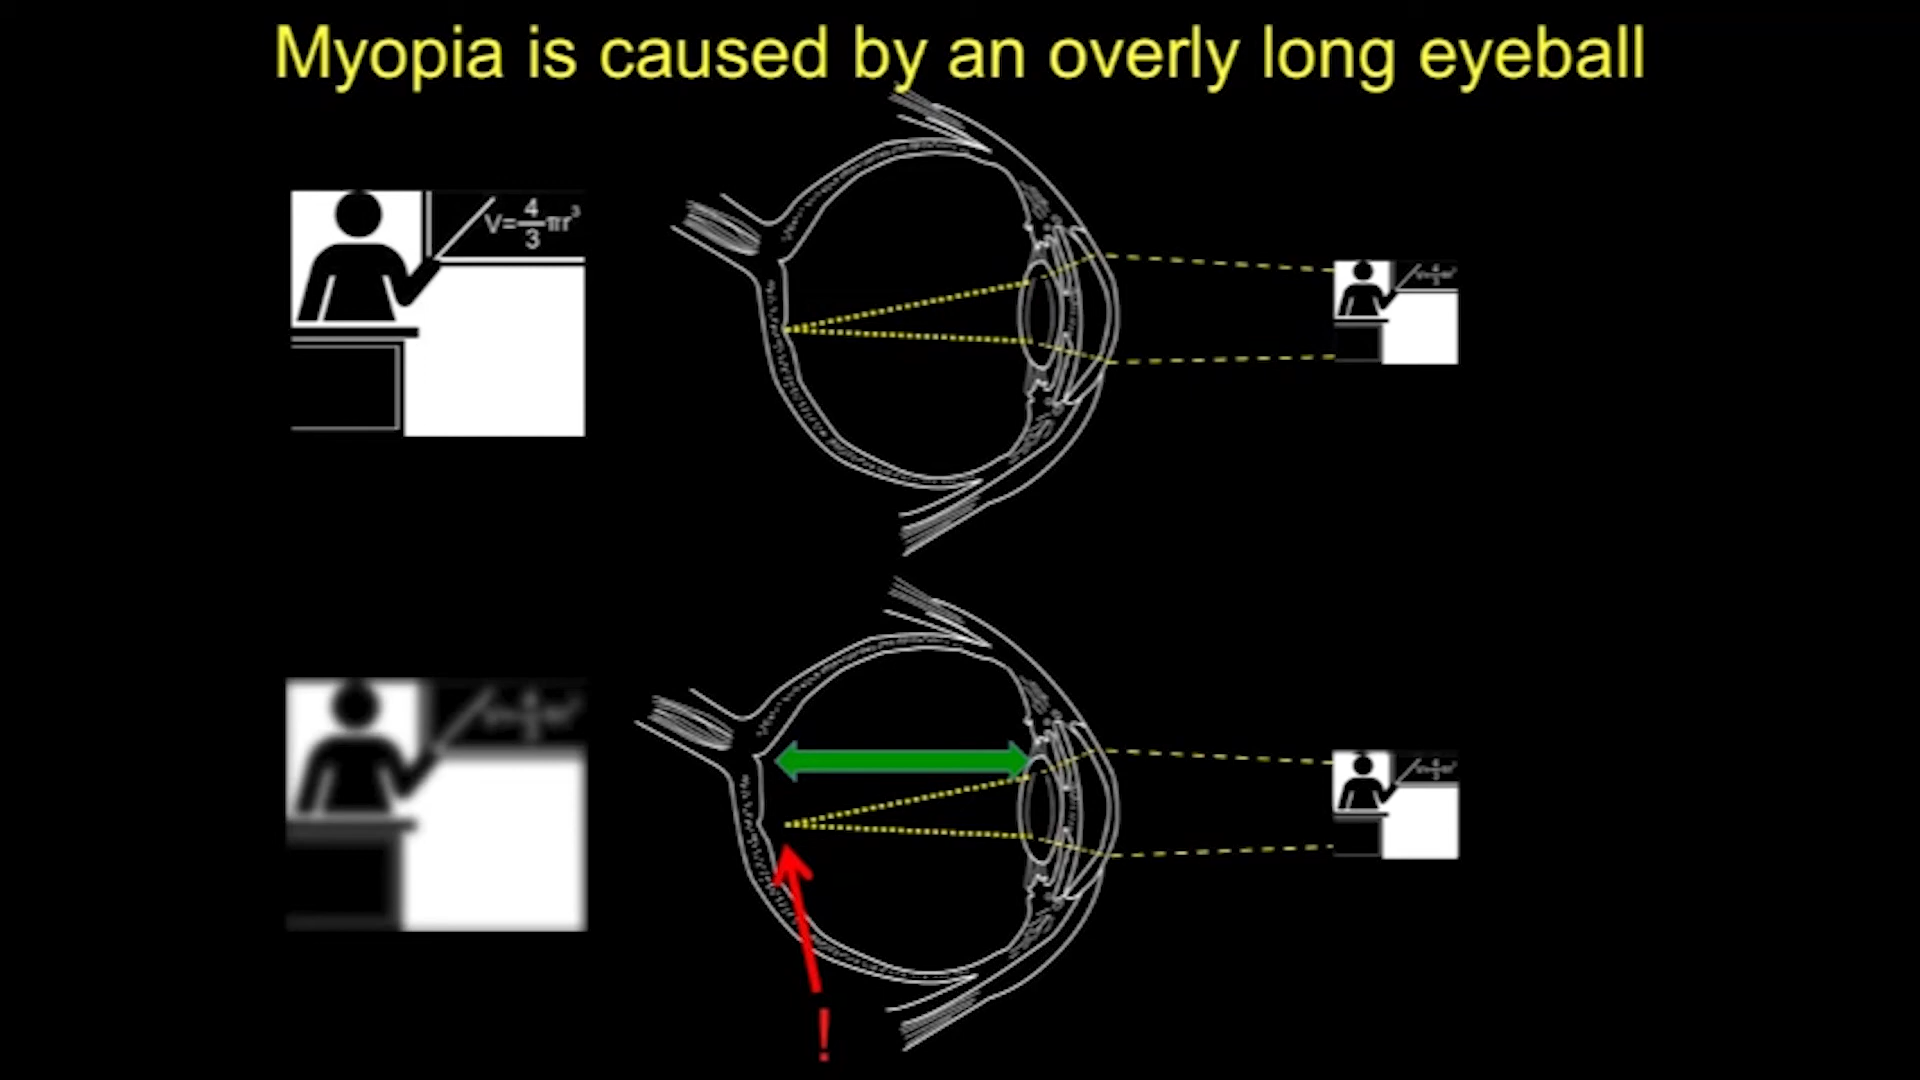 Myopia is caused by an overly long eyeball
V=4/3πr³
!